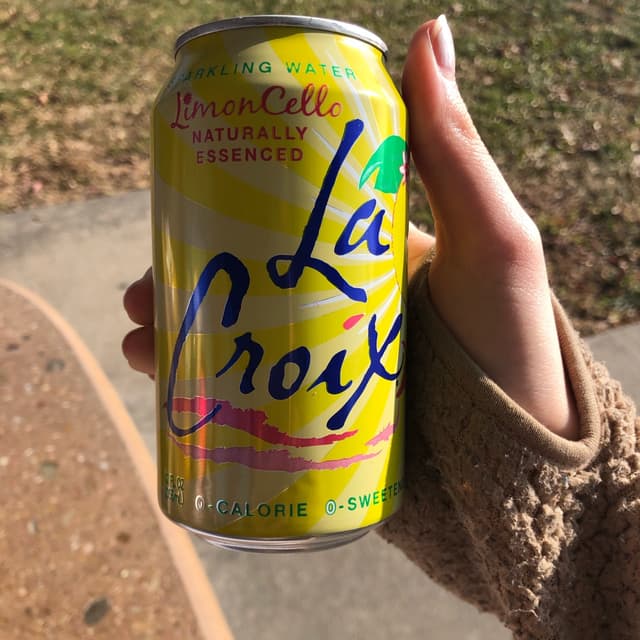 SPARKLING WATER
LimonCello
NATURALLY
ESSENCED
La
Croix
0-CALORIE 0-SWEETEN